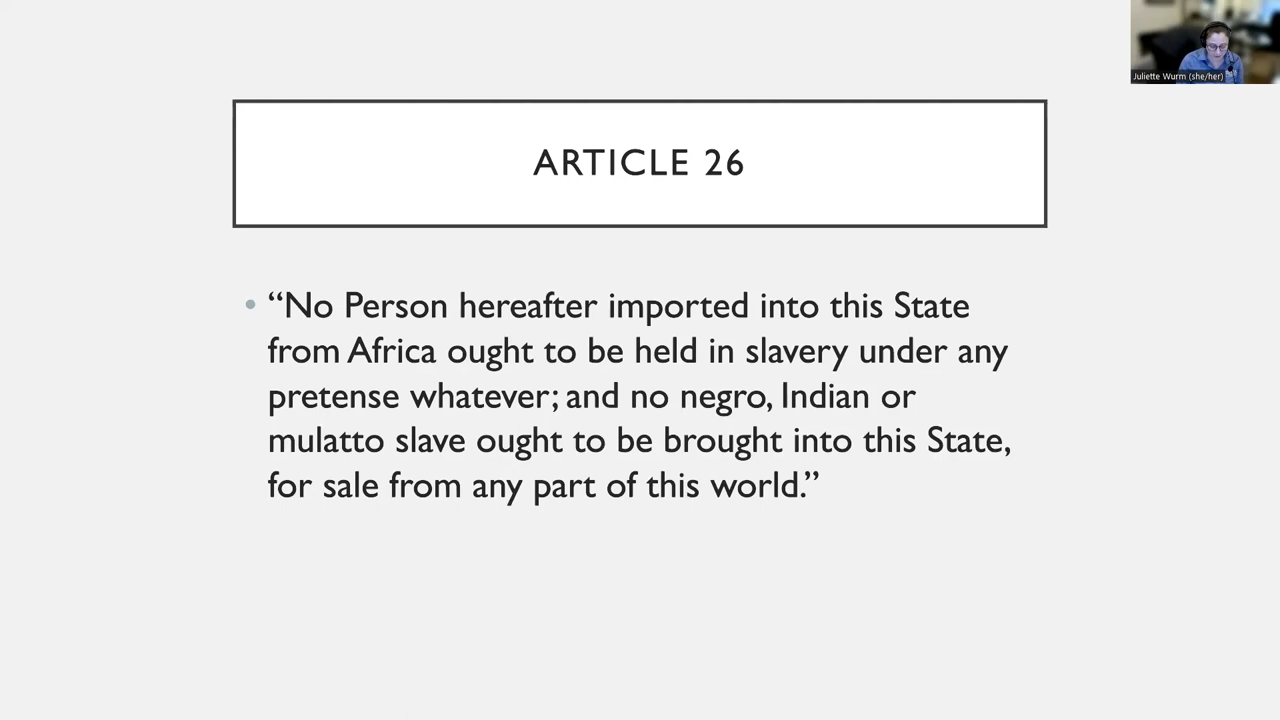 Juliette Wurm (she/her)
ARTICLE 26
• “No Person hereafter imported into this State
from Africa ought to be held in slavery under any
pretense whatever; and no negro, Indian or
mulatto slave ought to be brought into this State,
for sale from any part of this world.”